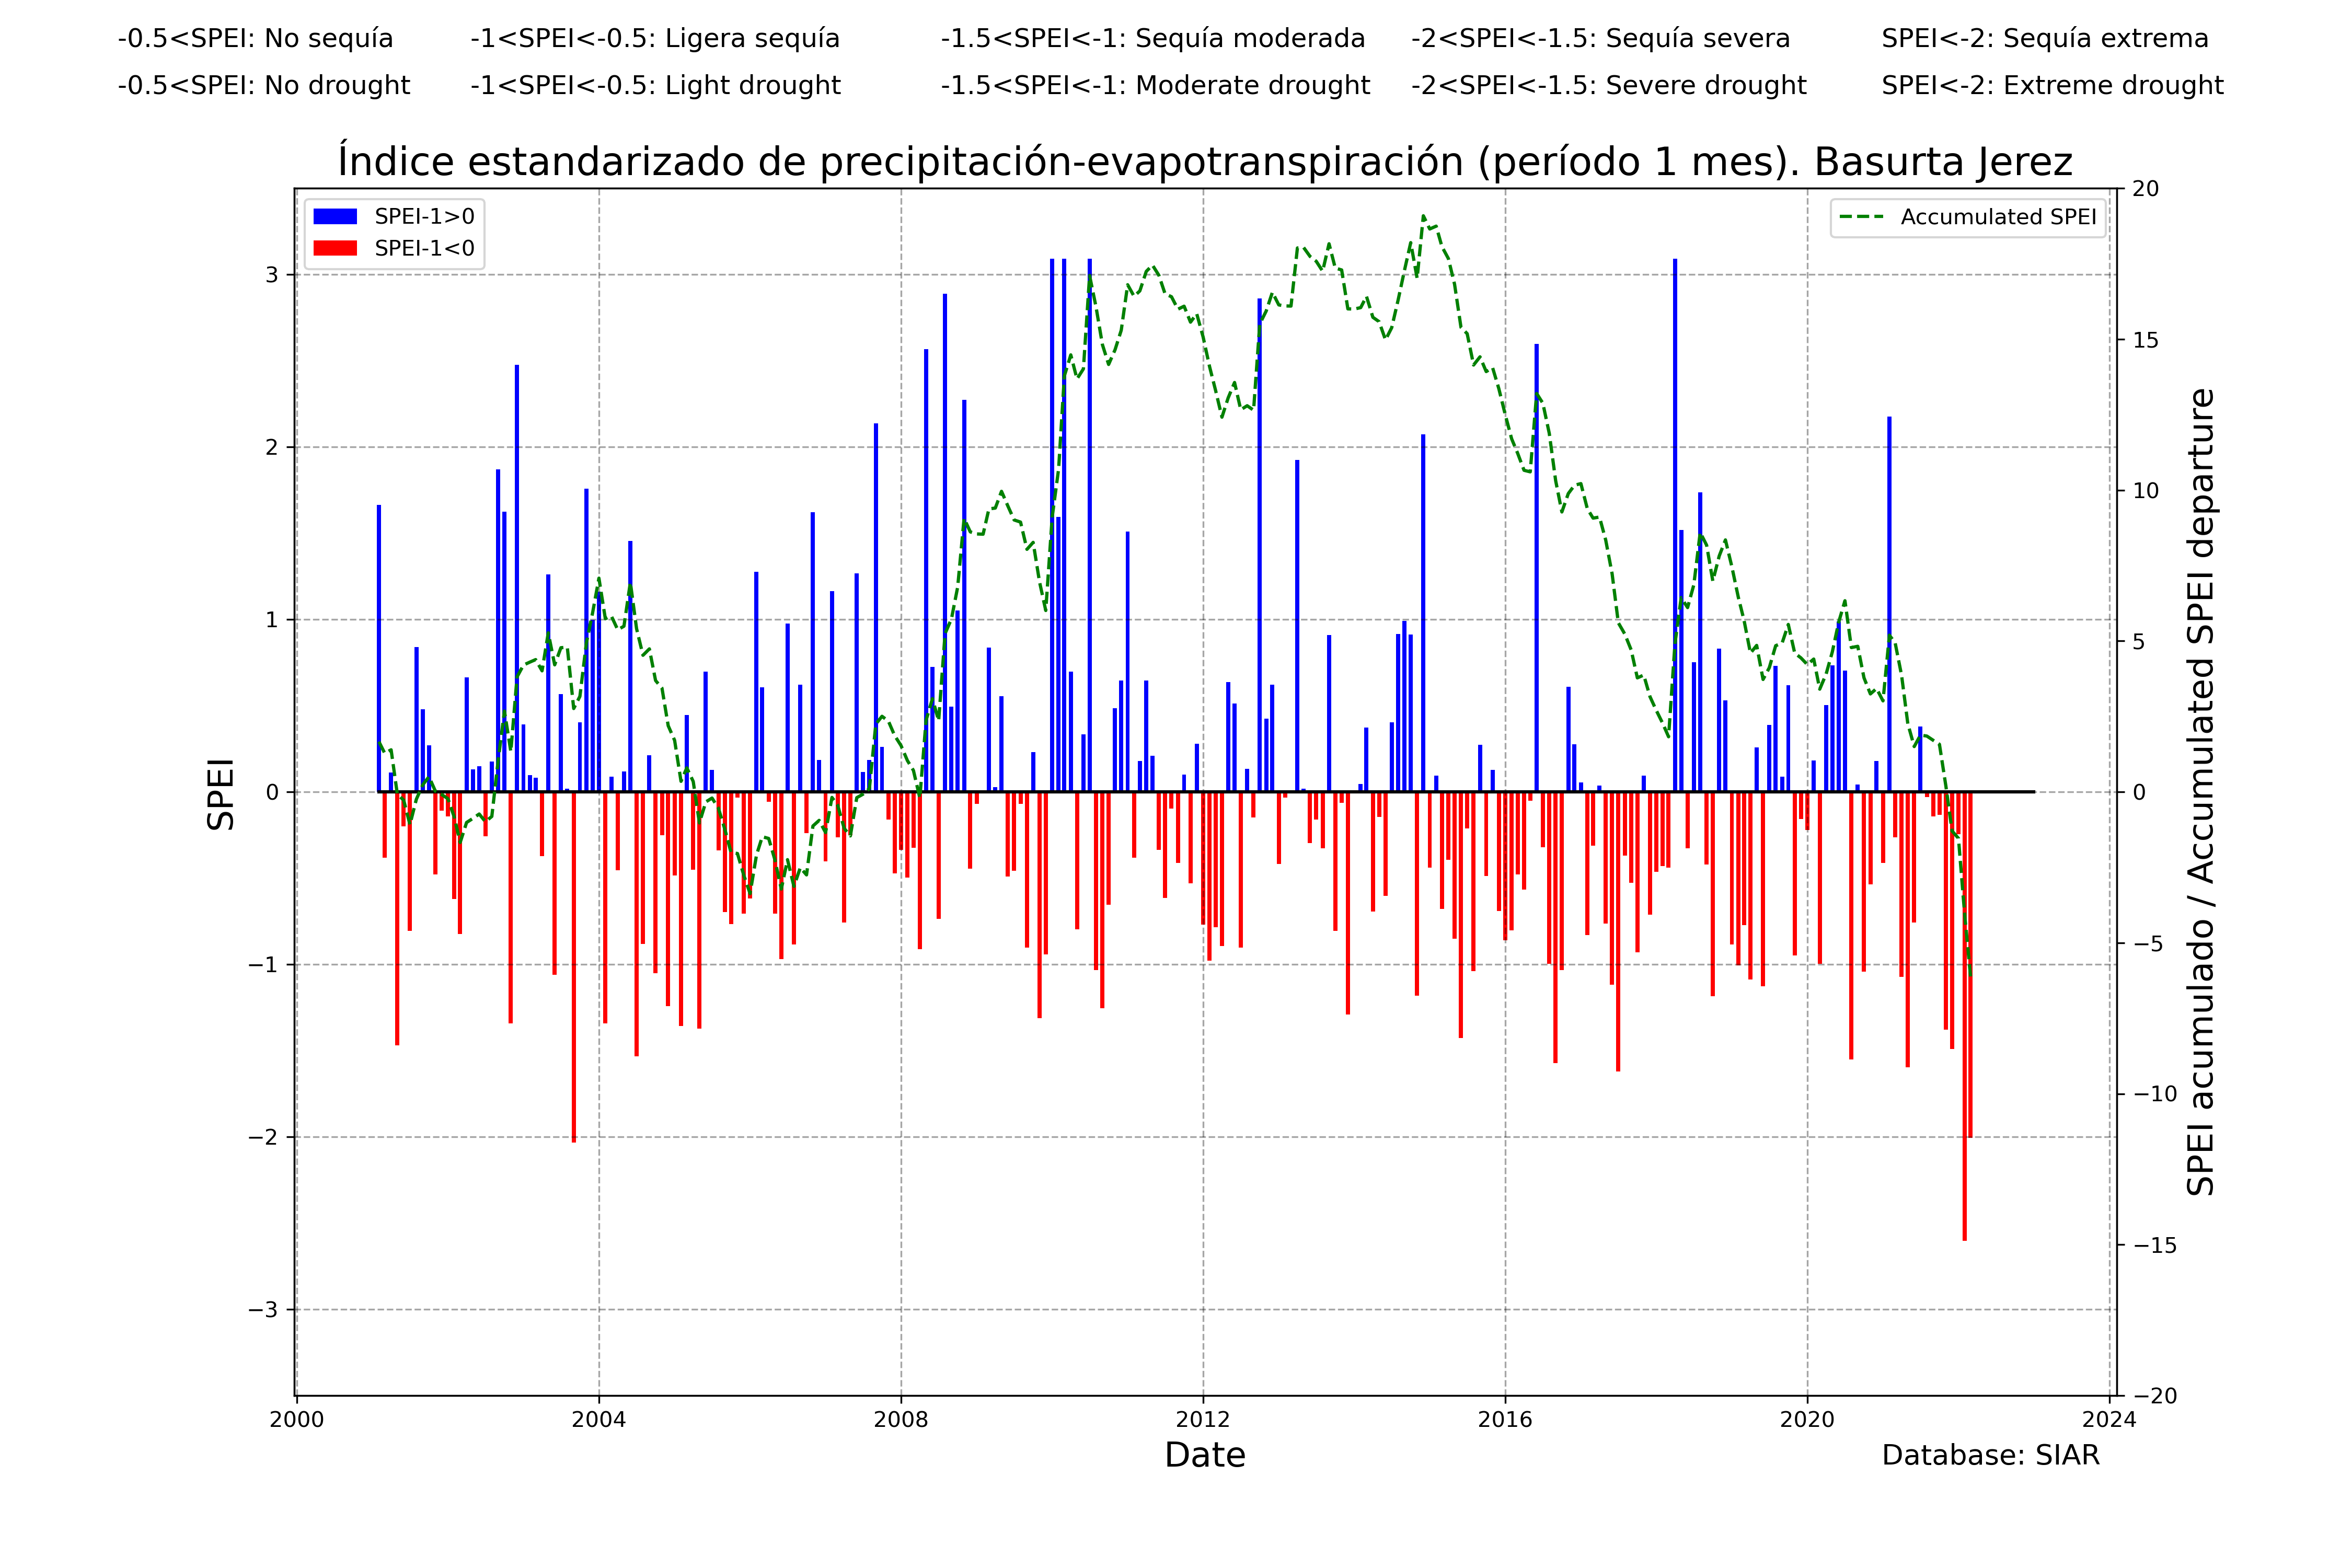 -0.5<SPEI: No sequía -1<SPEI<-0.5: Ligera sequía -1.5<SPEI<-1: Sequía moderada -2<SPEI<-1.5: Sequía severa SPEI<-2: Sequía extrema
-0.5<SPEI: No drought -1<SPEI<-0.5: Light drought -1.5<SPEI<-1: Moderate drought -2<SPEI<-1.5: Severe drought SPEI<-2: Extreme drought
Índice estandarizado de precipitación-evapotranspiración (período 1 mes). Basurta Jerez
SPEI-1>0
SPEI-1<0
Accumulated SPEI
SPEI
3
2
1
0
−1
−2
−3
20
15
10
5
0
−5
−10
−15
−20
SPEI acumulado / Accumulated SPEI departure
2000 2004 2008 2012 2016 2020 2024
Date
Database: SIAR